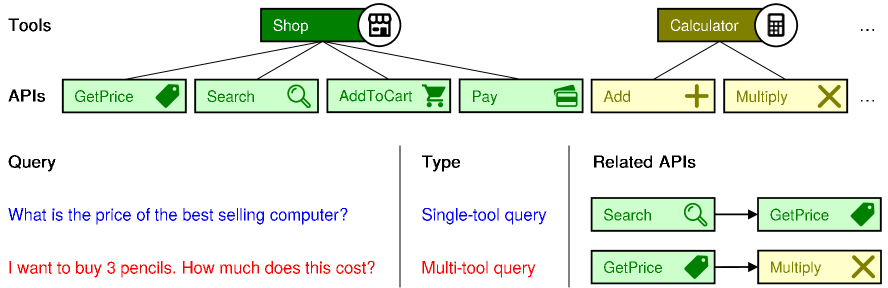 Tools Shop Calculator ...
APIs GetPrice Search AddToCart Pay Add Multiply ...
Query Type Related APIs
What is the price of the best selling computer? Single-tool query Search GetPrice
I want to buy 3 pencils. How much does this cost? Multi-tool query GetPrice Multiply